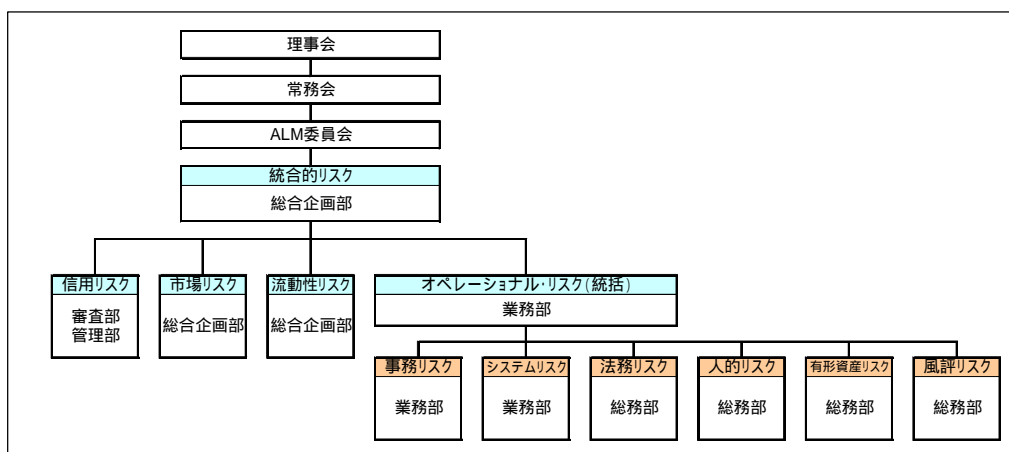 理事会
常務会
ALM委員会
統合的リスク
総合企画部
信用リスク
審査部
管理部
市場リスク
総合企画部
流動性リスク
総合企画部
オペレーショナル・リスク(統括)
業務部
事務リスク
業務部
システムリスク
業務部
法務リスク
総務部
人的リスク
総務部
有形資産リスク
総務部
風評リスク
総務部